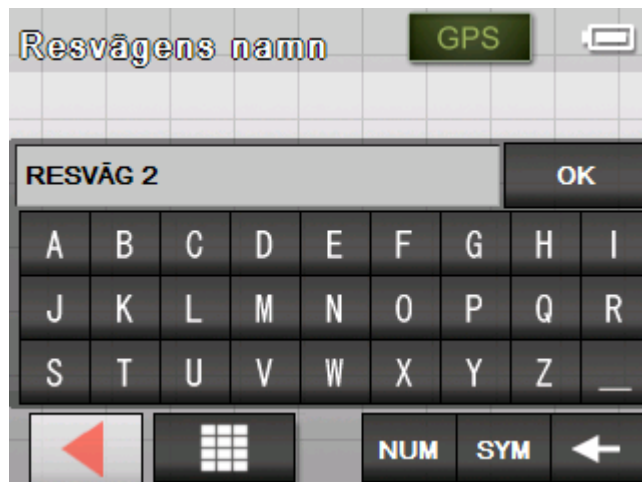 Resvägens namn GPS
RESVÄG 2 OK
A B C D E F G H I
J K L M N O P Q R
S T U V W X Y Z _
NUM SYM